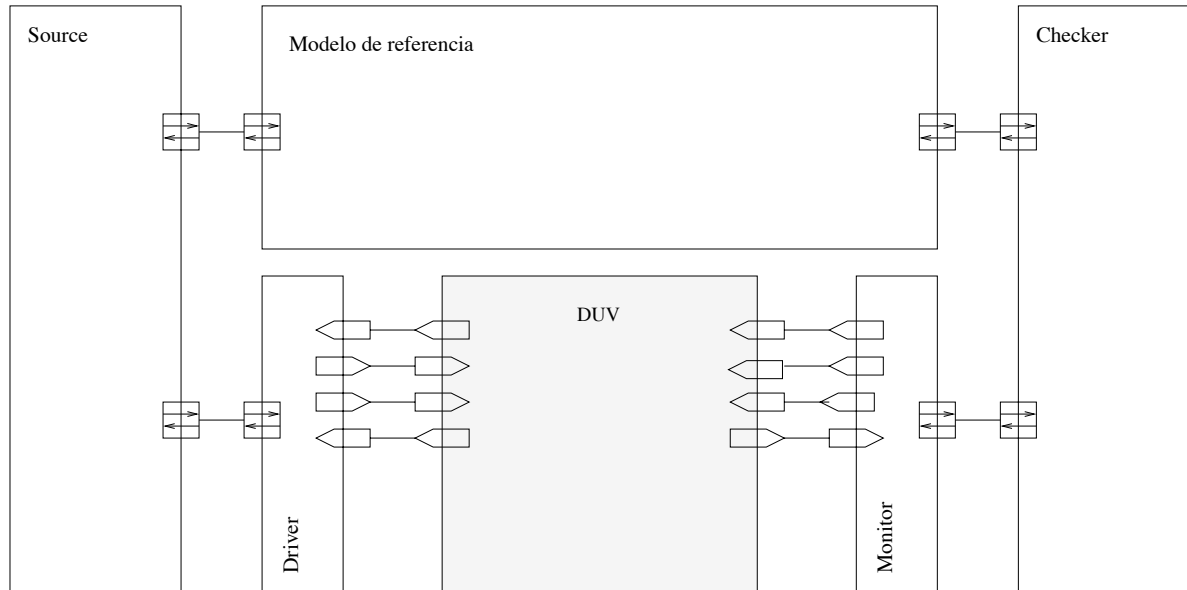 Source
Modelo de referencia
Checker
DUV
Driver
Monitor